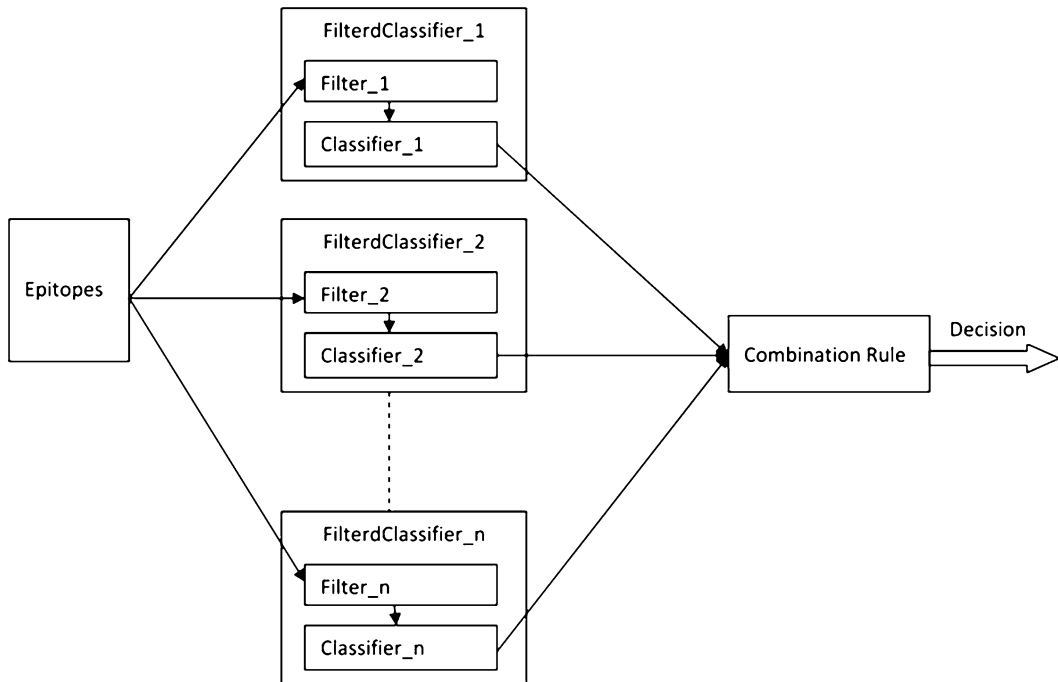 FilterdClassifier_1
Filter_1
Classifier_1
Epitopes
FilterdClassifier_2
Filter_2
Classifier_2
Combination Rule
Decision
FilterdClassifier_n
Filter_n
Classifier_n